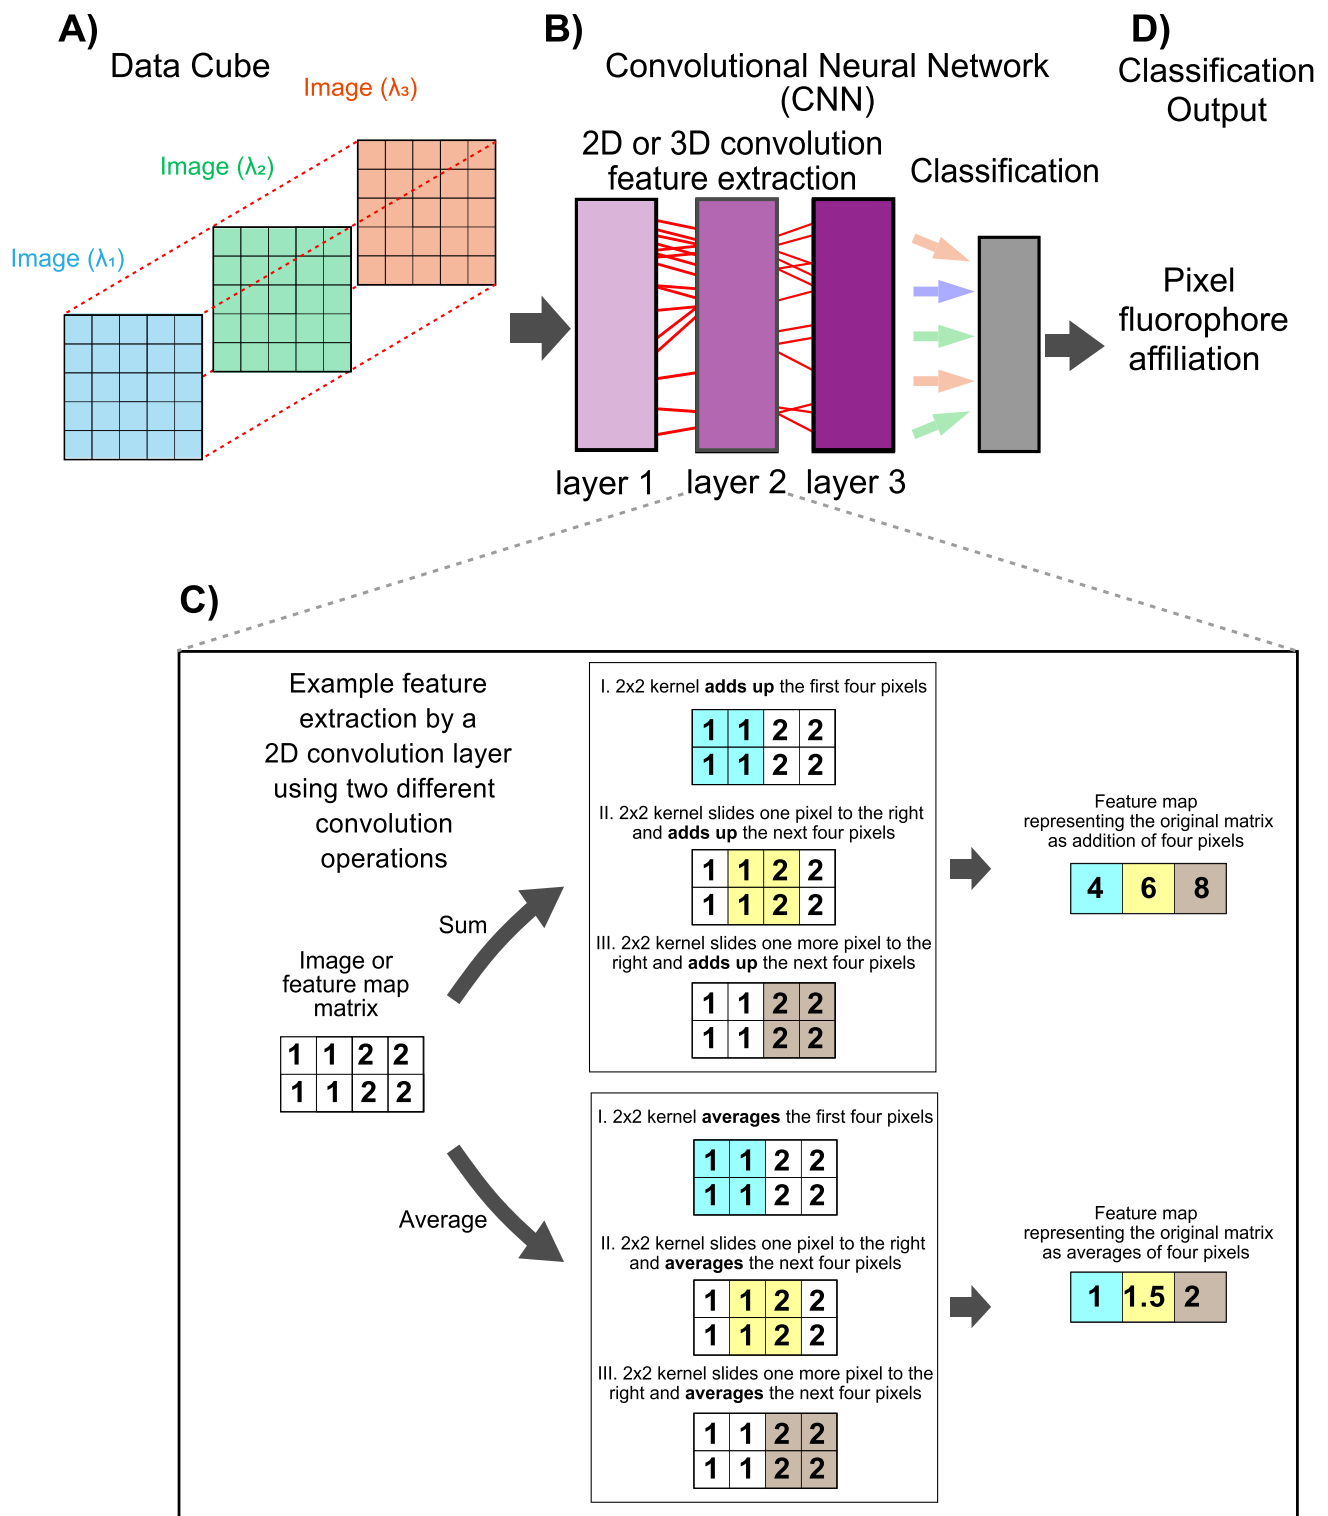 A)
Data Cube
Image (λ₃)
Image (λ₂)
Image (λ₁)
B)
Convolutional Neural Network
(CNN)
2D or 3D convolution
feature extraction
Classification
layer 1
layer 2
layer 3
D)
Classification
Output
Pixel
fluorophore
affiliation
C)
Example feature
extraction by a
2D convolution layer
using two different
convolution
operations
Sum
Image or
feature map
matrix
1 1 2 2
1 1 2 2
Average
I. 2x2 kernel adds up the first four pixels
1 1 2 2
1 1 2 2
II. 2x2 kernel slides one pixel to the right
and adds up the next four pixels
1 1 2 2
1 1 2 2
III. 2x2 kernel slides one more pixel to the
right and adds up the next four pixels
1 1 2 2
1 1 2 2
Feature map
representing the original matrix
as addition of four pixels
4 6 8
I. 2x2 kernel averages the first four pixels
1 1 2 2
1 1 2 2
II. 2x2 kernel slides one pixel to the right
and averages the next four pixels
1 1 2 2
1 1 2 2
III. 2x2 kernel slides one more pixel to the
right and averages the next four pixels
1 1 2 2
1 1 2 2
Feature map
representing the original matrix
as averages of four pixels
1 1.5 2